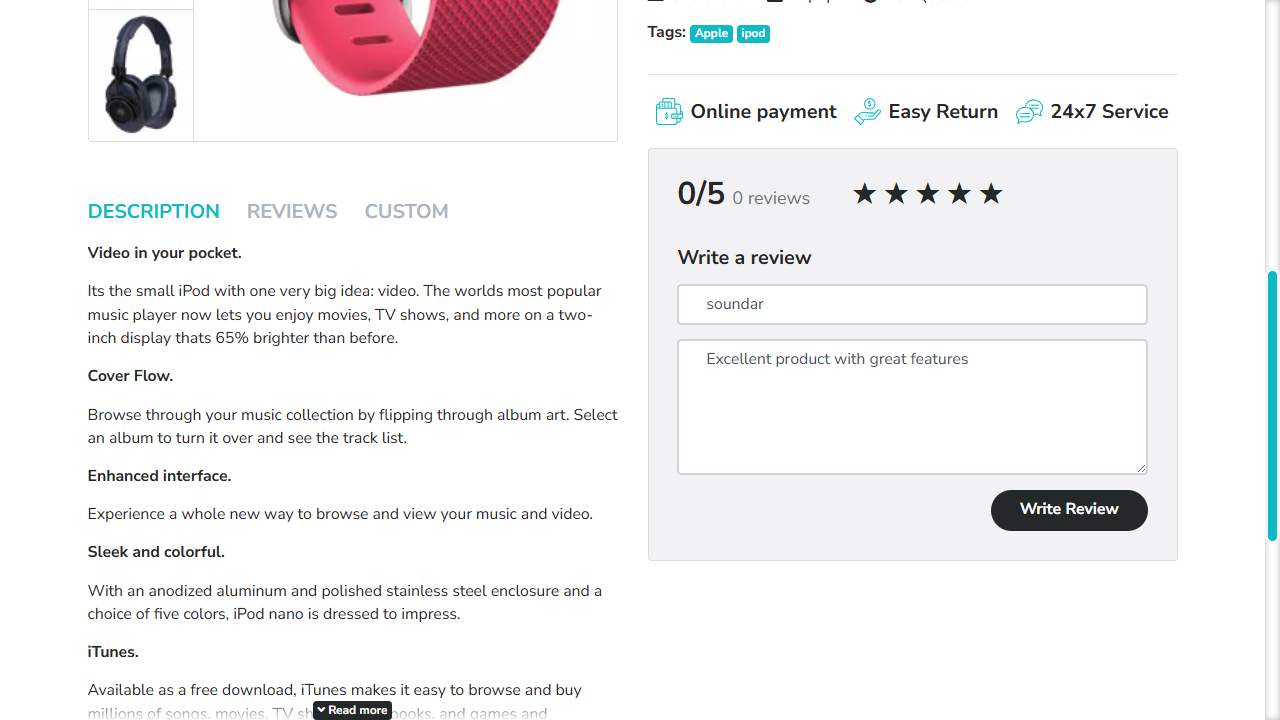 Tags: Apple ipod
Online payment Easy Return 24x7 Service
0/5 0 reviews ★ ★ ★ ★ ★
Write a review
soundar
Excellent product with great features
Write Review
DESCRIPTION REVIEWS CUSTOM
Video in your pocket.
Its the small iPod with one very big idea: video. The worlds most popular
music player now lets you enjoy movies, TV shows, and more on a two-
inch display thats 65% brighter than before.
Cover Flow.
Browse through your music collection by flipping through album art. Select
an album to turn it over and see the track list.
Enhanced interface.
Experience a whole new way to browse and view your music and video.
Sleek and colorful.
With an anodized aluminum and polished stainless steel enclosure and a
choice of five colors, iPod nano is dressed to impress.
iTunes.
Available as a free download, iTunes makes it easy to browse and buy
millions of songs, movies, TV and games and
Read more